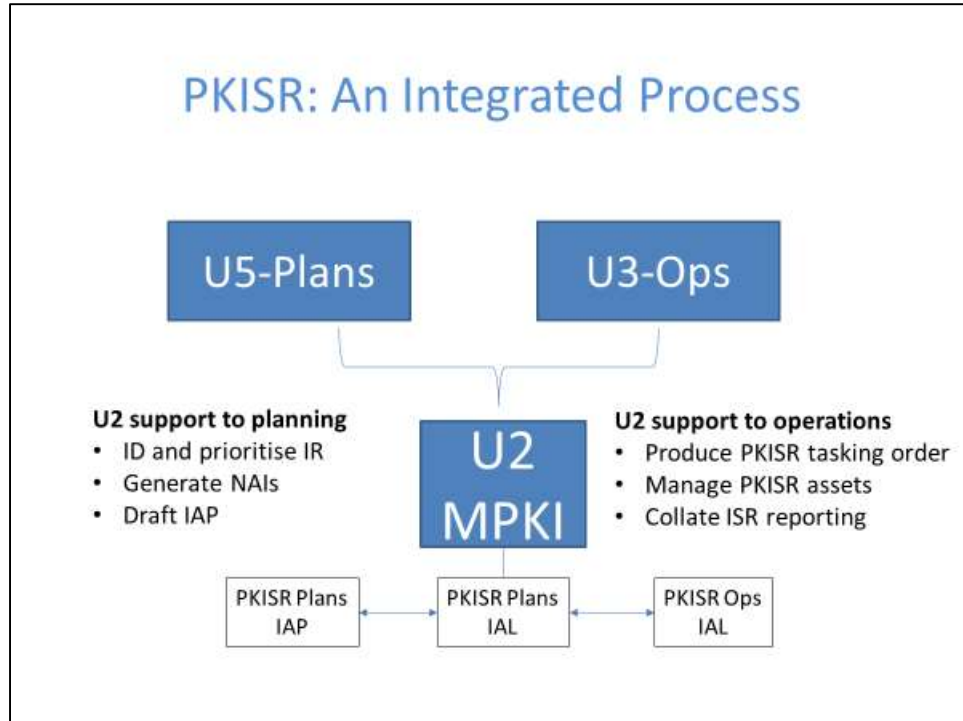 PKISR: An Integrated Process
U5-Plans
U3-Ops
U2 support to planning
• ID and prioritise IR
• Generate NAIs
• Draft IAP
U2
MPKI
U2 support to operations
• Produce PKISR tasking order
• Manage PKISR assets
• Collate ISR reporting
PKISR Plans
IAP
PKISR Plans
IAL
PKISR Ops
IAL